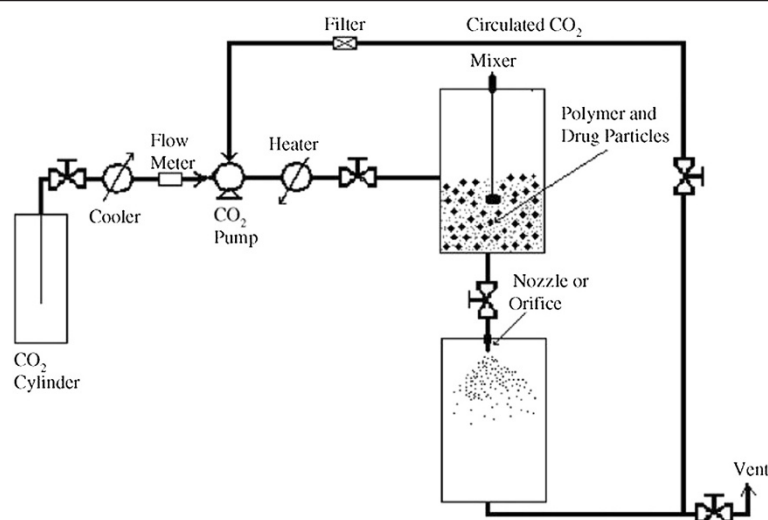 Filter
Circulated CO2
Mixer
Polymer and
Drug Particles
Flow
Meter
Heater
Cooler
CO2
Pump
Nozzle or
Orifice
CO2
Cylinder
Vent